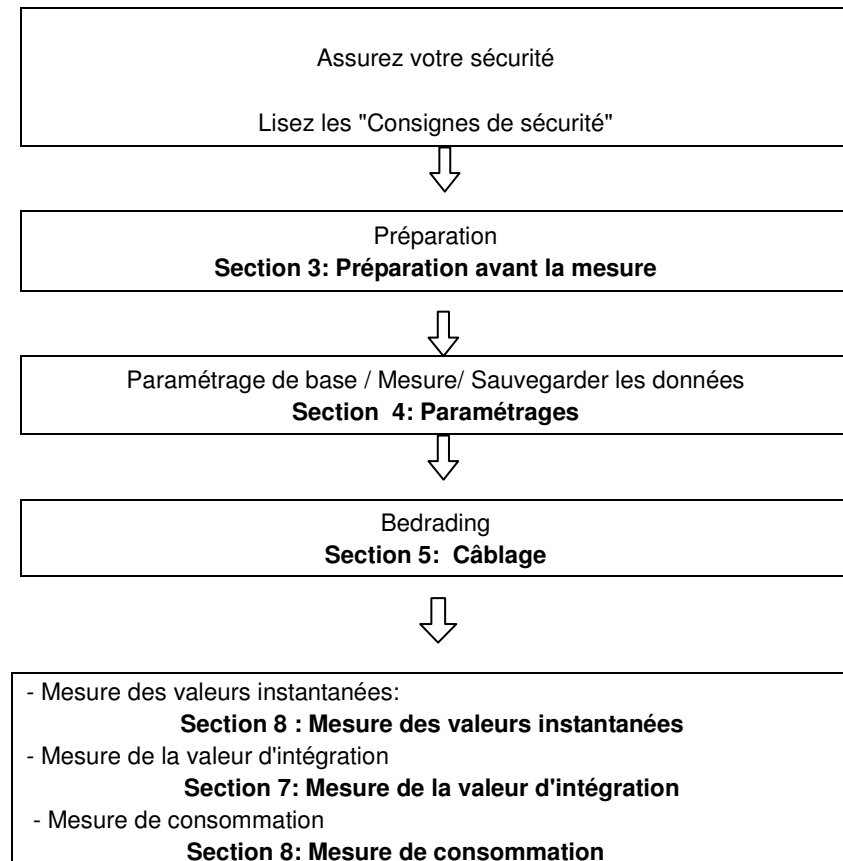 Assurez votre sécurité
Lisez les "Consignes de sécurité"
Préparation
Section 3: Préparation avant la mesure
Paramétrage de base / Mesure/ Sauvegarder les données
Section  4: Paramétrages
Bedrading
Section 5:  Câblage
- Mesure des valeurs instantanées:
Section 8 : Mesure des valeurs instantanées
- Mesure de la valeur d'intégration
Section 7: Mesure de la valeur d'intégration
- Mesure de consommation
Section 8: Mesure de consommation